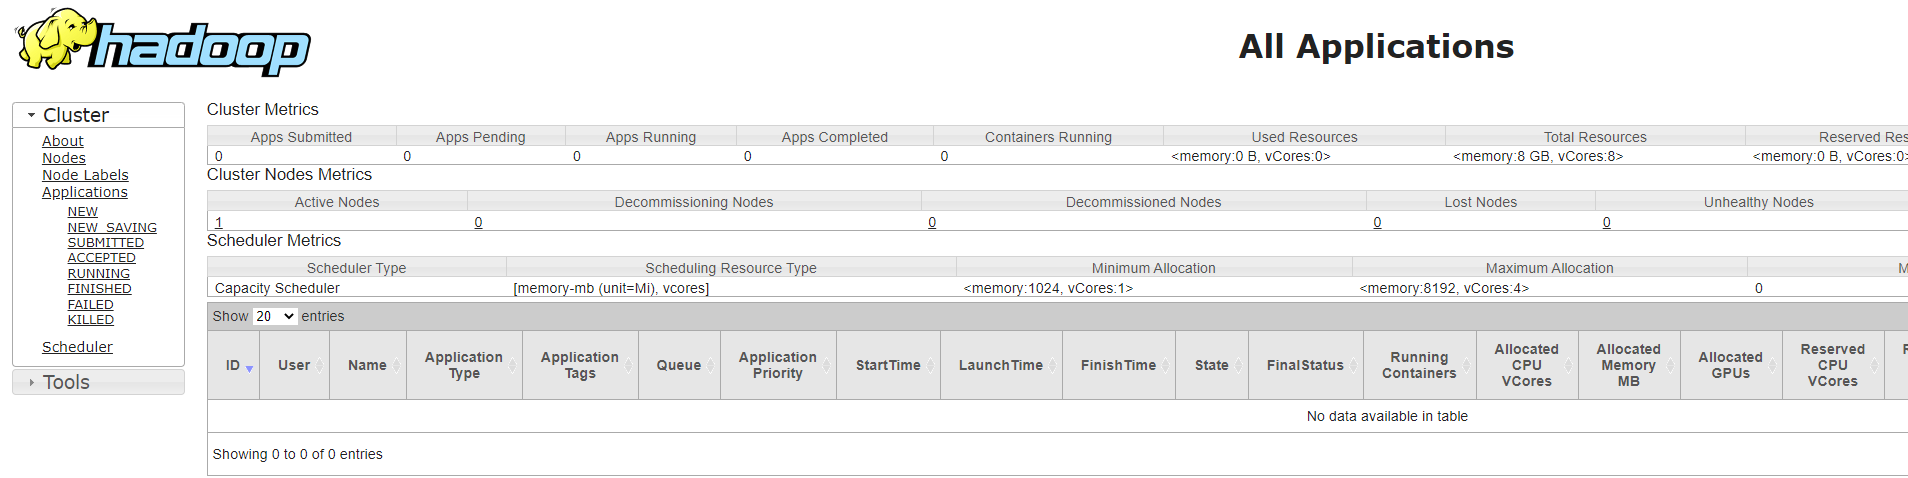 hadoop
All Applications
Cluster
About
Nodes
Node Labels
Applications
NEW
NEW_SAVING
SUBMITTED
ACCEPTED
RUNNING
FINISHED
FAILED
KILLED
Scheduler
Tools
Cluster Metrics
Apps Submitted Apps Pending Apps Running Apps Completed Containers Running Used Resources Total Resources Reserved Res
0 0 0 0 0 <memory:0 B, vCores:0> <memory:8 GB, vCores:8> <memory:0 B, vCores:0>
Cluster Nodes Metrics
Active Nodes Decommissioning Nodes Decommissioned Nodes Lost Nodes Unhealthy Nodes
1 0 0 0 0
Scheduler Metrics
Scheduler Type Scheduling Resource Type Minimum Allocation Maximum Allocation M
Capacity Scheduler [memory-mb (unit=Mi), vcores] <memory:1024, vCores:1> <memory:8192, vCores:4> 0
Show 20 entries
ID User Name Application Type Application Tags Queue Application Priority StartTime LaunchTime FinishTime State FinalStatus Running Containers Allocated CPU VCores Allocated Memory MB Allocated GPUs Reserved CPU VCores
No data available in table
Showing 0 to 0 of 0 entries